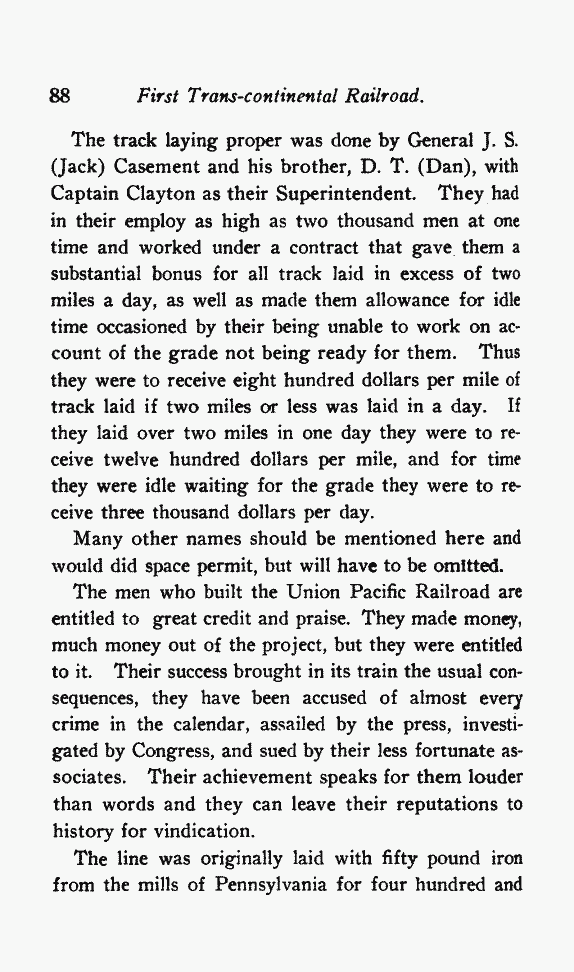 88 First Trans-continental Railroad.
The track laying proper was done by General J. S.
(Jack) Casement and his brother, D. T. (Dan), with
Captain Clayton as their Superintendent. They had
in their employ as high as two thousand men at one
time and worked under a contract that gave them a
substantial bonus for all track laid in excess of two
miles a day, as well as made them allowance for idle
time occasioned by their being unable to work on ac-
count of the grade not being ready for them. Thus
they were to receive eight hundred dollars per mile of
track laid if two miles or less was laid in a day. If
they laid over two miles in one day they were to re-
ceive twelve hundred dollars per mile, and for time
they were idle waiting for the grade they were to re-
ceive three thousand dollars per day.
Many other names should be mentioned here and
would did space permit, but will have to be omitted.
The men who built the Union Pacific Railroad are
entitled to great credit and praise. They made money,
much money out of the project, but they were entitled
to it. Their success brought in its train the usual con-
sequences, they have been accused of almost every
crime in the calendar, assailed by the press, investi-
gated by Congress, and sued by their less fortunate as-
sociates. Their achievement speaks for them louder
than words and they can leave their reputations to
history for vindication.
The line was originally laid with fifty pound iron
from the mills of Pennsylvania for four hundred and